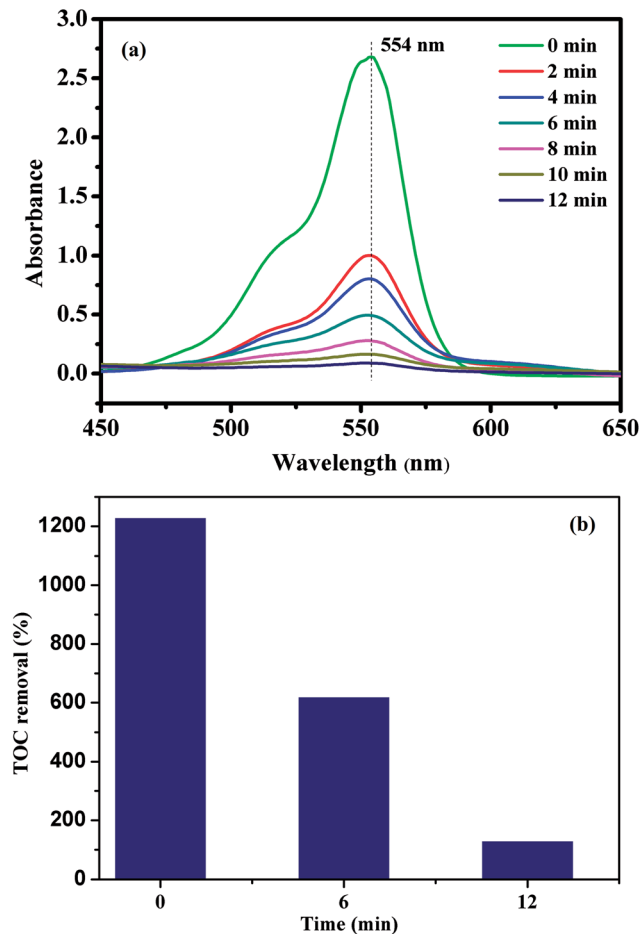 (a)
554 nm
0 min
2 min
4 min
6 min
8 min
10 min
12 min
3.0
2.5
2.0
1.5
1.0
0.5
0.0
Absorbance
450 500 550 600 650
Wavelength (nm)
(b)
1200
1000
800
600
400
200
0
TOC removal (%)
0 6 12
Time (min)